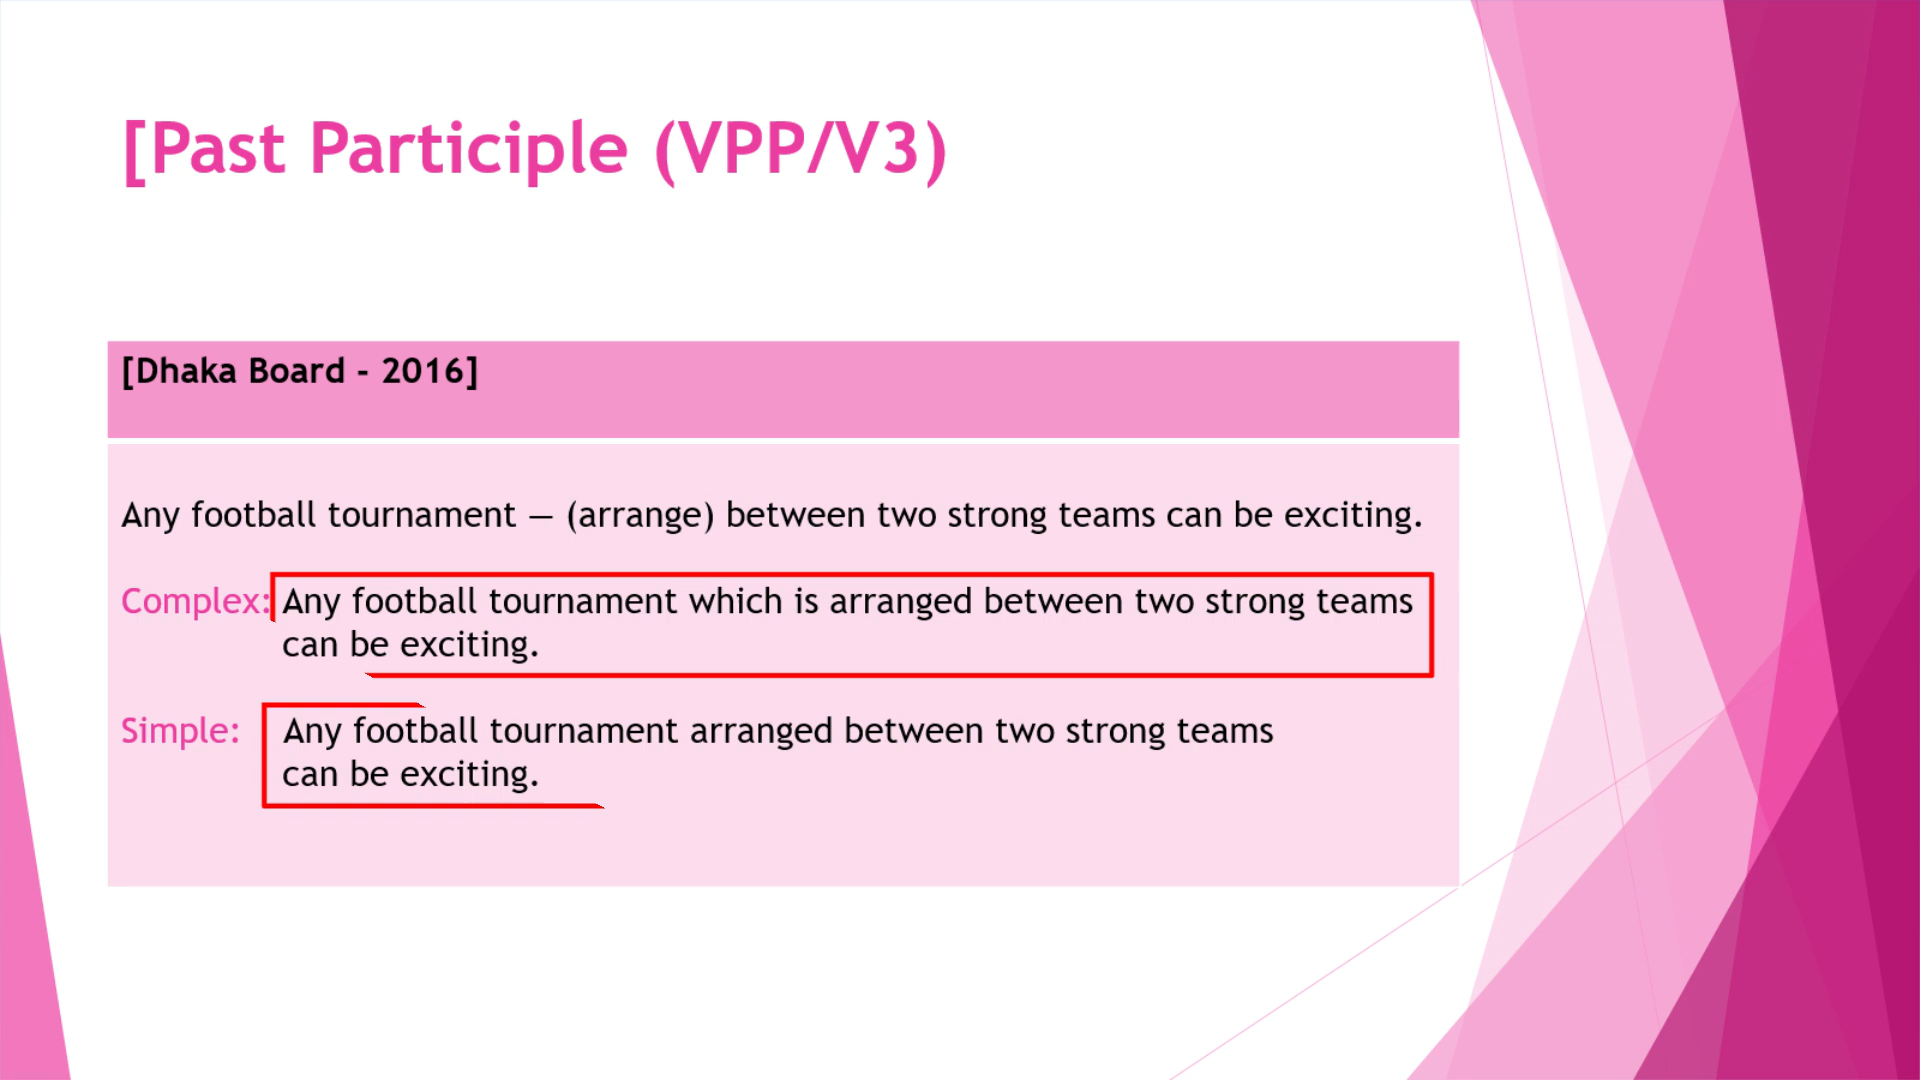 [Past Participle (VPP/V3)
[Dhaka Board - 2016]
Any football tournament — (arrange) between two strong teams can be exciting.
Complex: Any football tournament which is arranged between two strong teams
can be exciting.
Simple: Any football tournament arranged between two strong teams
can be exciting.